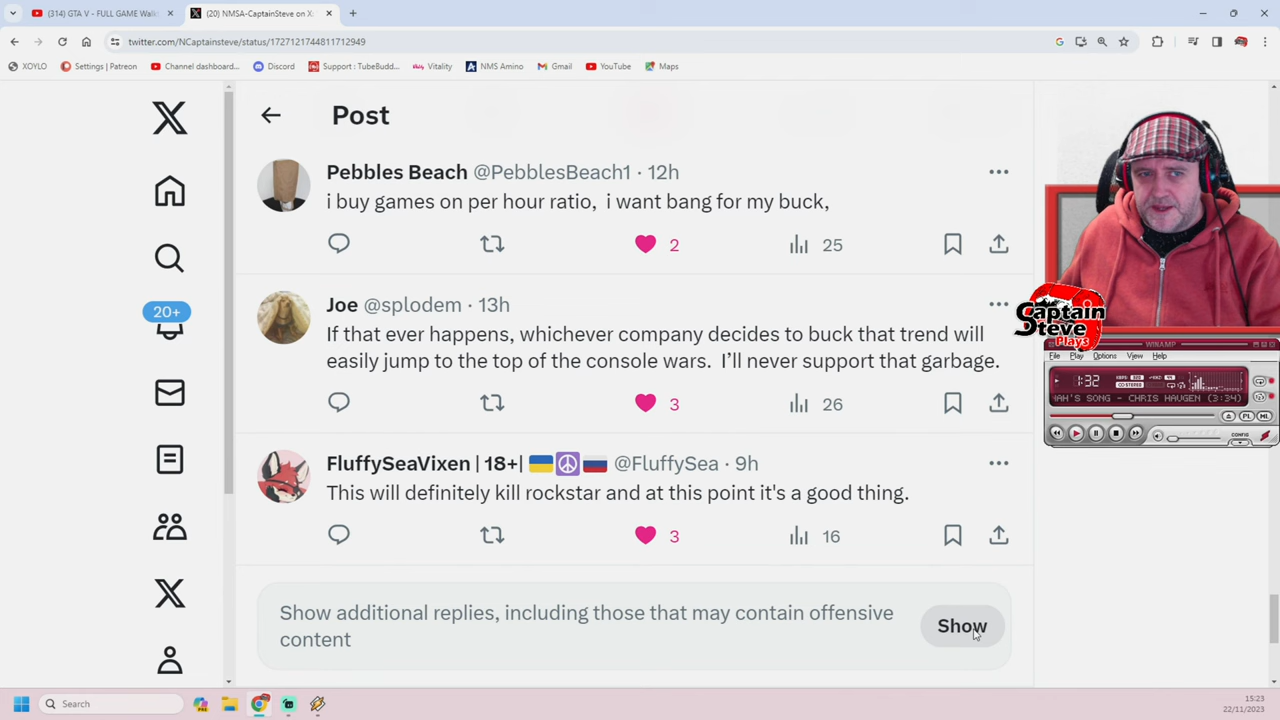 (314) GTA V - FULL GAME Walk
(20) NMSA-CaptainSteve on X
twitter.com/NCaptainsteve/status/1727121744811712949
XOYLO
Settings | Patreon
Channel dashboard...
Discord
Support : TubeBudd...
Vitality
NMS Amino
Gmail
YouTube
Maps
Post
Pebbles Beach @PebblesBeach1 · 12h
i buy games on per hour ratio, i want bang for my buck,
2
25
Joe @splodem · 13h
If that ever happens, whichever company decides to buck that trend will
easily jump to the top of the console wars. I'll never support that garbage.
3
26
FluffySeaVixen | 18+| 🇺🇦☮️🇷🇺 @FluffySea · 9h
This will definitely kill rockstar and at this point it's a good thing.
3
16
Show additional replies, including those that may contain offensive
content
Show
20+
Captain
Steve
Plays
WINAMP
File Play Options View Help
1:32
AH'S SONG - CHRIS HAUGEN (3:34)
PL ML
CONFIG
Search
15:23
22/11/2023